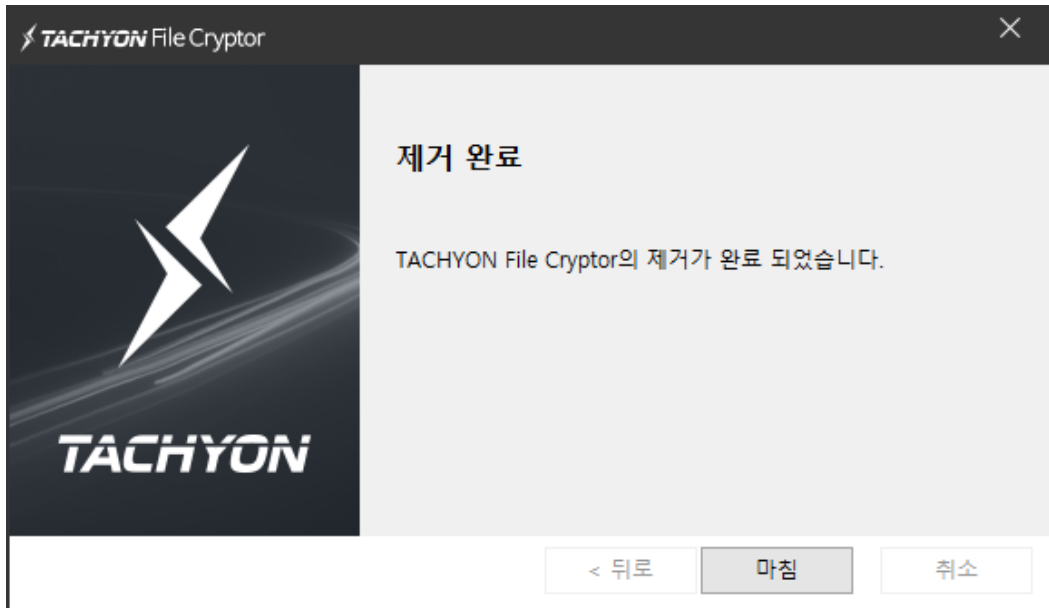 TACHYON File Cryptor
제거 완료
TACHYON File Cryptor의 제거가 완료 되었습니다.
TACHYON
< 뒤로
마침
취소